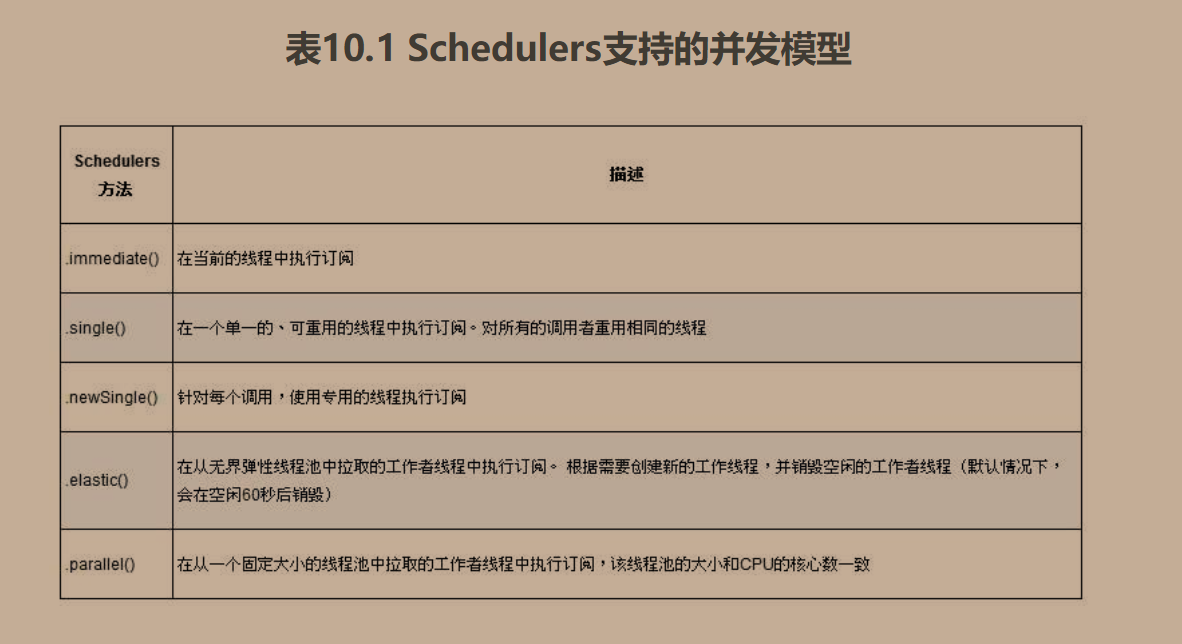 表10.1 Schedulers支持的并发模型
Schedulers
方法
描述
.immediate()
在当前的线程中执行订阅
.single()
在一个单一的、可重用的线程中执行订阅。对所有的调用者重用相同的线程
.newSingle()
针对每个调用，使用专用的线程执行订阅
.elastic()
在从无界弹性线程池中拉取的工作者线程中执行订阅。 根据需要创建新的工作线程，并销毁空闲的工作者线程（默认情况下，
会在空闲60秒后销毁）
.parallel()
在从一个固定大小的线程池中拉取的工作者线程中执行订阅，该线程池的大小和CPU的核心数一致